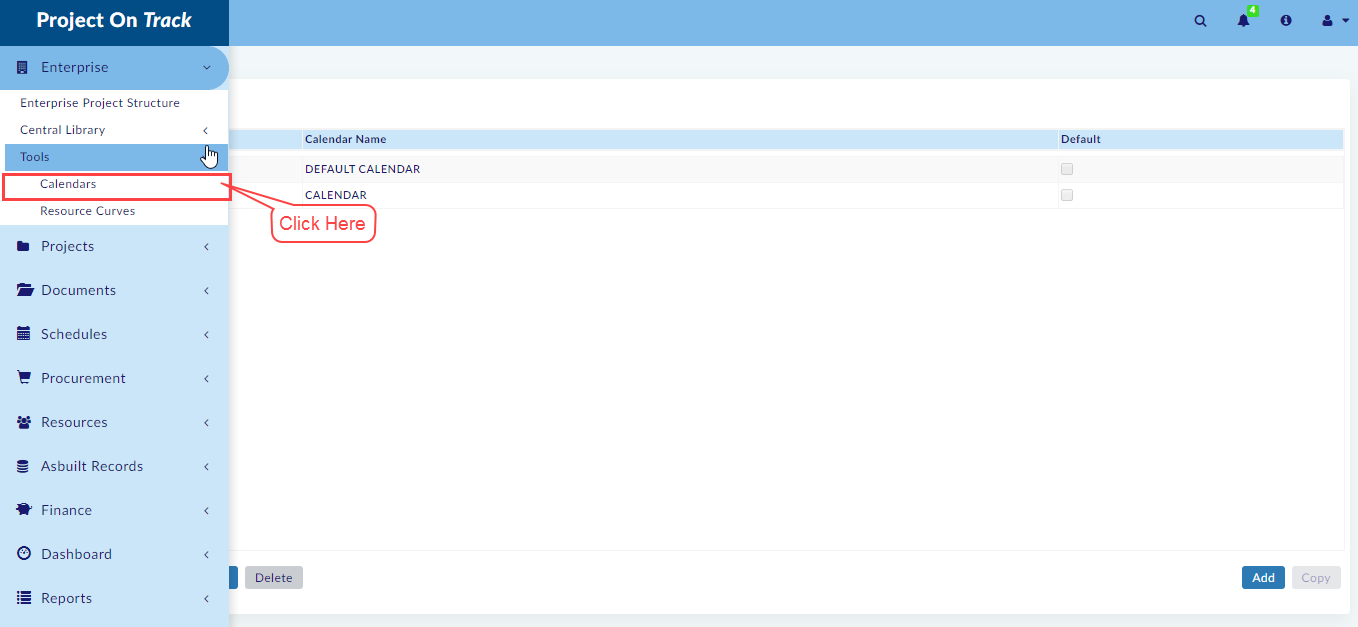 Project On Track
4
Enterprise
Enterprise Project Structure
Central Library
Tools
Calendars
Resource Curves
Projects
Documents
Schedules
Procurement
Resources
Asbuilt Records
Finance
Dashboard
Reports
Calendar Name Default
DEFAULT CALENDAR
CALENDAR
Click Here
Delete
Add
Copy